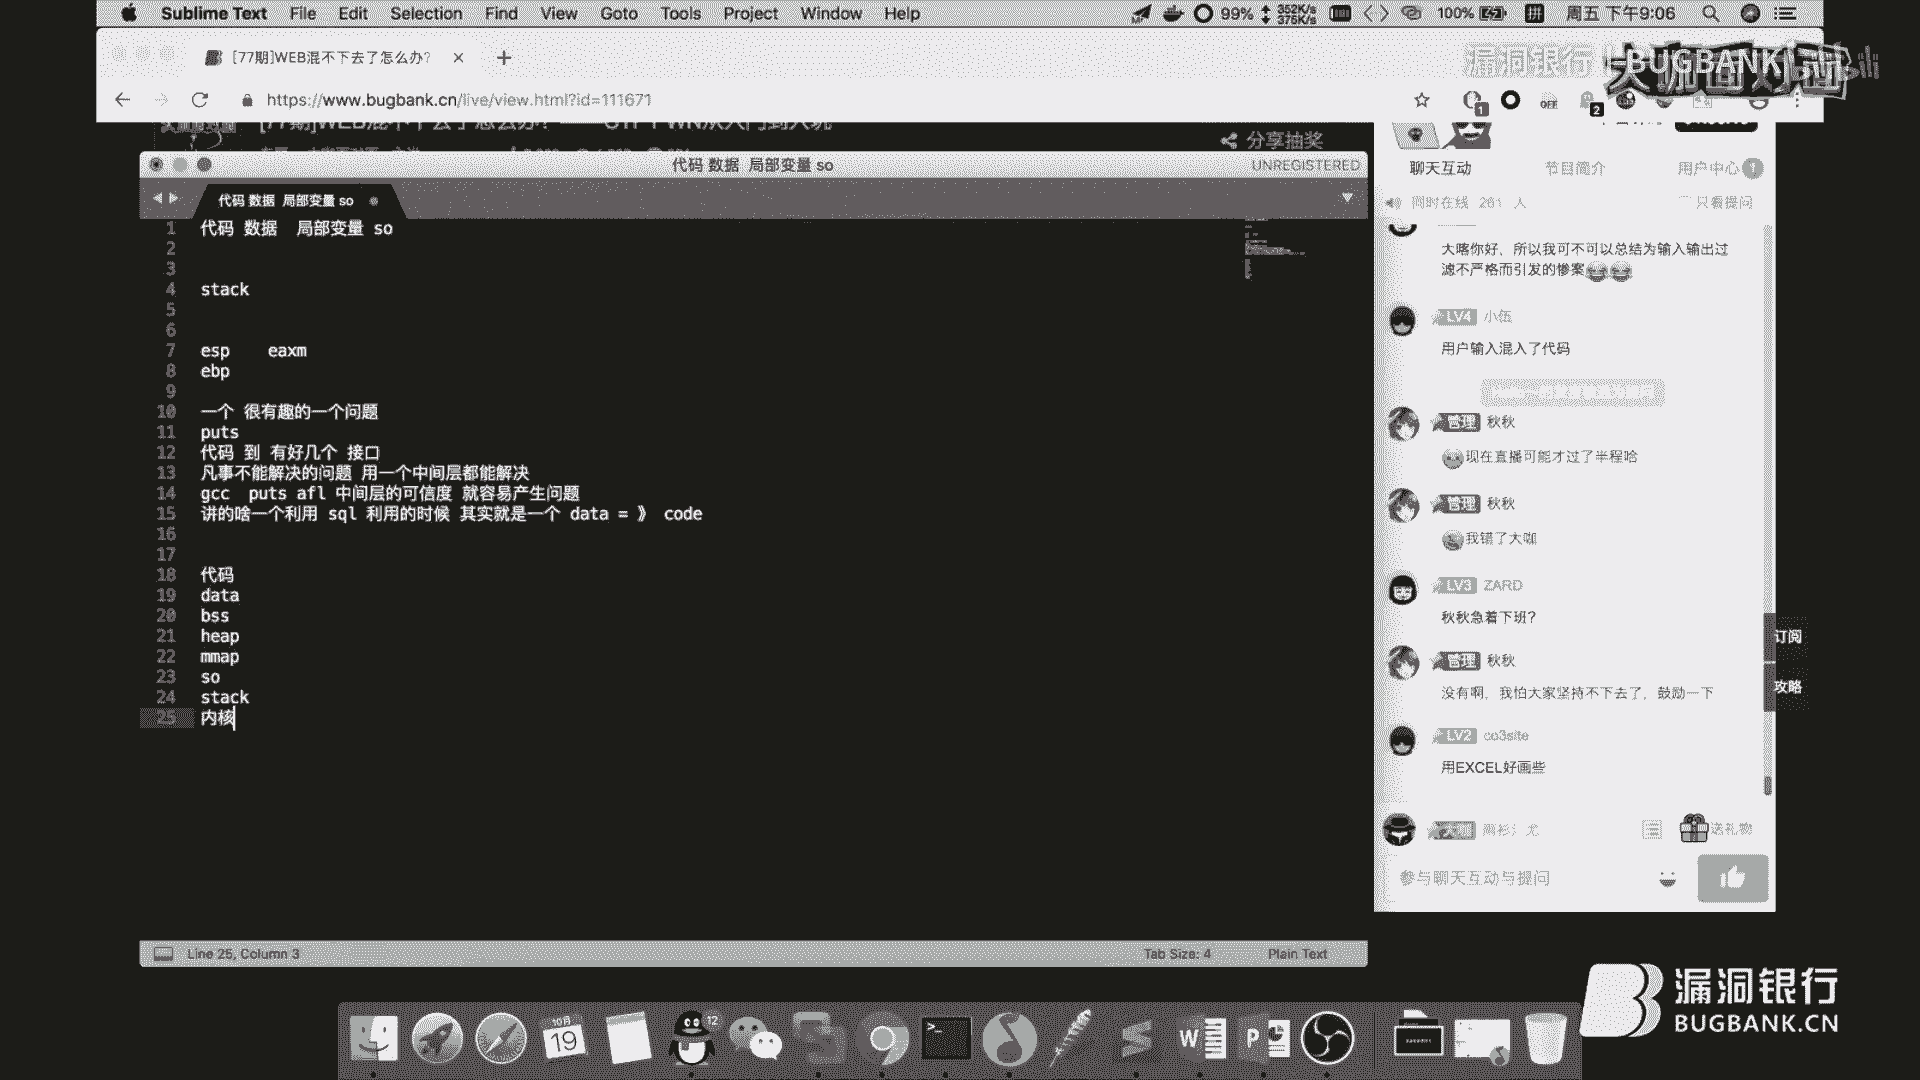 Sublime Text File Edit Selection Find View Goto Tools Project Window Help
99% 352K/s 375K/s 100% 拼 周五 下午9:06
[77期]WEB混不下去了怎么办?
漏洞银行 BUGBANK
https://www.bugbank.cn/live/view.html?id=111671
1 OFF 2
分享抽奖
代码 数据 局部变量 so
UNREGISTERED
代码 数据 局部变量 so
1 代码 数据 局部变量 so
2
3
4 stack
5
6
7 esp eaxm
8 ebp
9
10 一个 很有趣的一个问题
11 puts
12 代码 到 有好几个 接口
13 凡事不能解决的问题 用一个中间层都能解决
14 gcc puts afl 中间层的可信度 就容易产生问题
15 讲的啥一个利用 sql 利用的时候 其实就是一个 data = 》 code
16
17
18 代码
19 data
20 bss
21 heap
22 mmap
23 so
24 stack
25 内核
Line 25, Column 3
Tab Size: 4
Plain Text
聊天互动 节目简介 用户中心 1
同时在线 261 人 只看提问
大喀你好，所以我可不可以总结为输入输出过
滤不严格而引发的惨案
LV4 小伍
用户输入混入了代码
管理 秋秋
现在直播可能才过了半程哈
管理 秋秋
我错了大咖
LV3 ZARD
秋秋急着下班?
管理 秋秋
没有啊，我怕大家坚持不下去了，鼓励一下
LV2 co3site
用EXCEL好画些
送礼物
参与聊天互动与提问
订阅
攻略
10月
19
12
漏洞银行
BUGBANK.CN